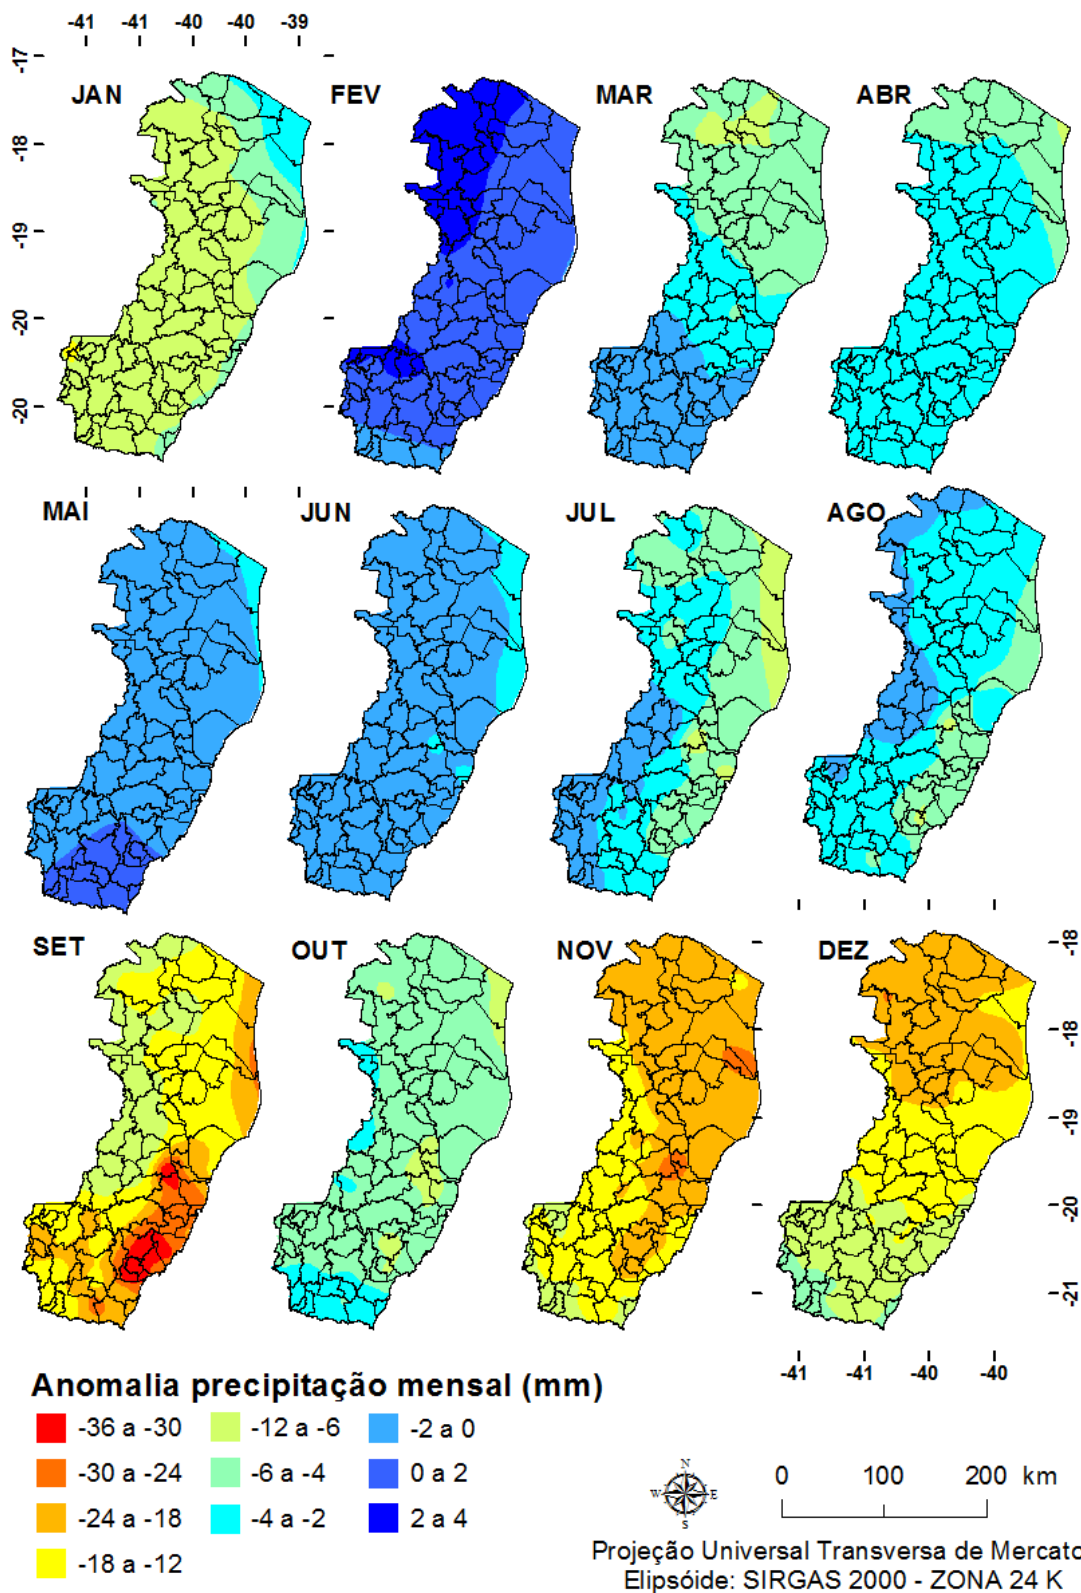 -41 -41 -40 -40 -39
-17
JAN FEV MAR ABR
-18
-19
-20
-20
MAI JUN JUL AGO
SET OUT NOV DEZ
-18
-18
-19
-20
-21
-41 -41 -40 -40
Anomalia precipitação mensal (mm)
-36 a -30 -12 a -6 -2 a 0
-30 a -24 -6 a -4 0 a 2
-24 a -18 -4 a -2 2 a 4
-18 a -12
N
W E
S
0 100 200 km
Projeção Universal Transversa de Mercato
Elipsóide: SIRGAS 2000 - ZONA 24 K